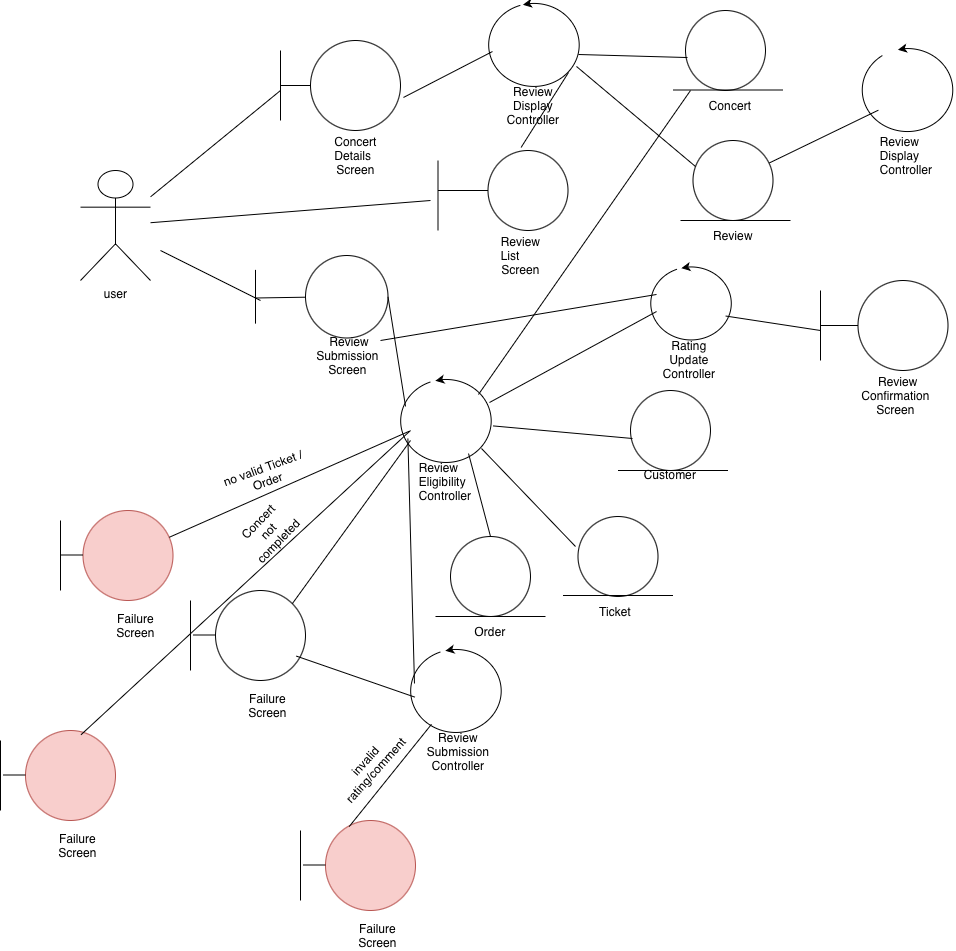 Review
Display
Controller
Concert
Concert
Details
Screen
Review
Display
Controller
Review
Review
List
Screen
user
Review
Submission
Screen
Rating
Update
Controller
Review
Confirmation
Screen
no valid Ticket /
Order
Review
Eligibility
Controller
Customer
Concert
not
completed
Failure
Screen
Ticket
Order
Failure
Screen
Review
Submission
Controller
invalid
rating/comment
Failure
Screen
Failure
Screen